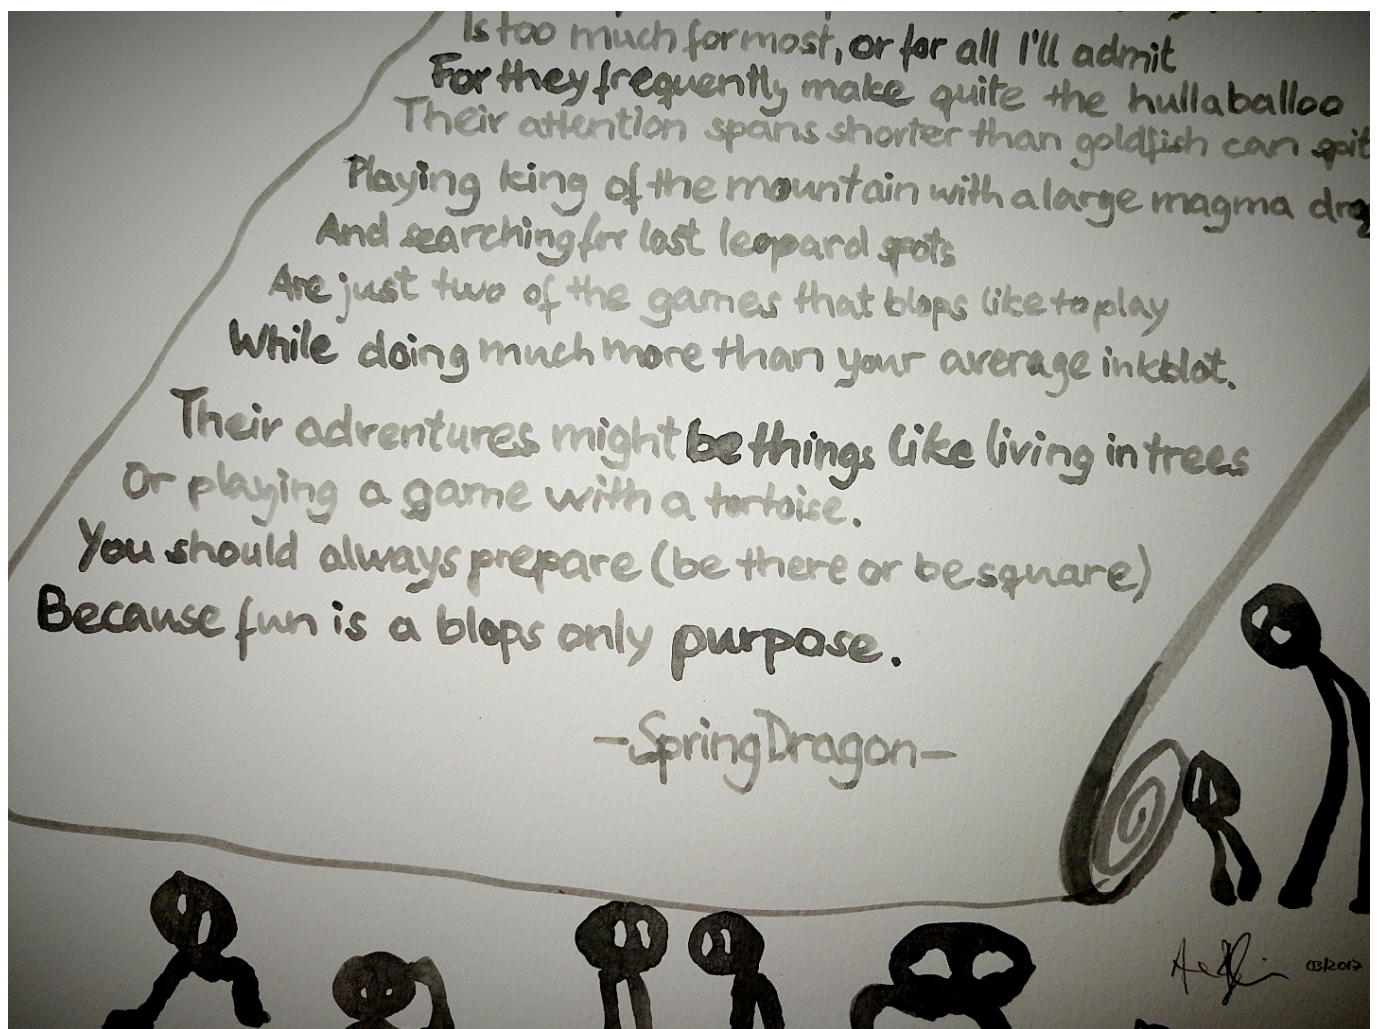 Is too much for most, or for all I'll admit
For they frequently make quite the hullaballoo
Their attention spans shorter than goldfish can spit
Playing king of the mountain with a large magma
And searching for lost leopard spots
Are just two of the games that blops like to play
While doing much more than your average inkblot.
Their adventures might be things like living in trees
Or playing a game with a tortoise.
You should always prepare (be there or be square)
Because fun is a blops only purpose.
-SpringDragon-
03/2017